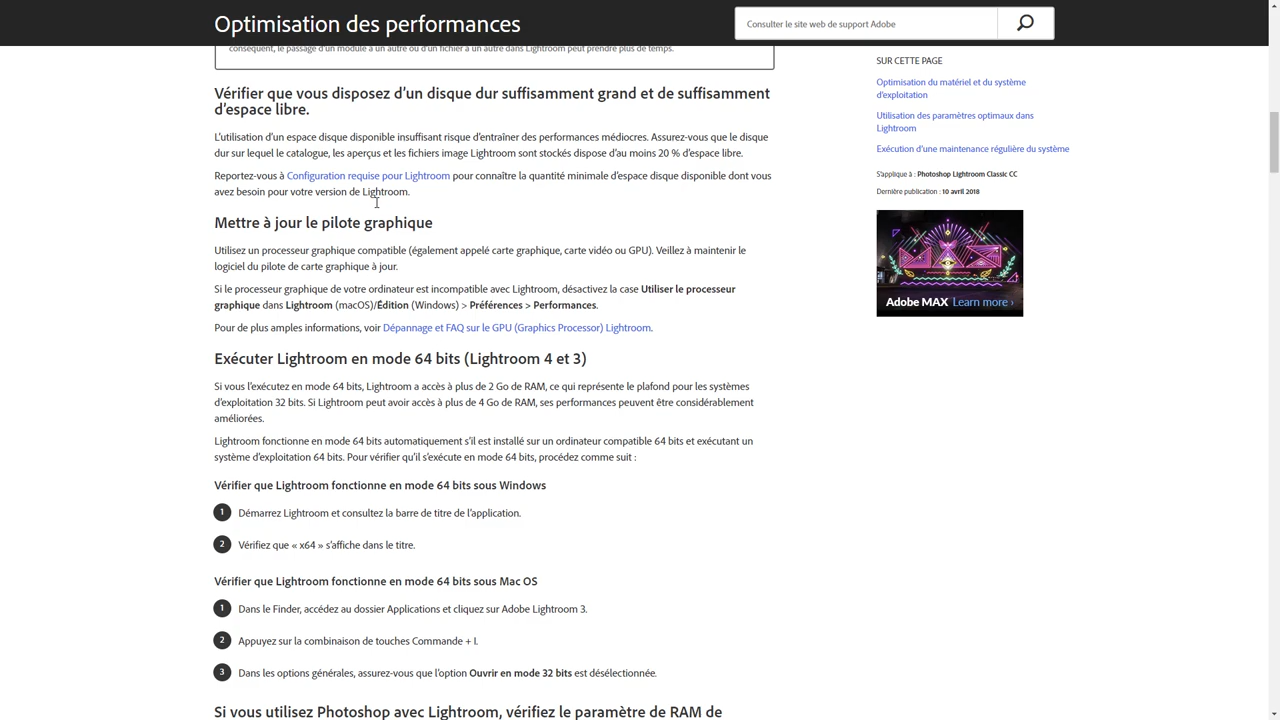 Optimisation des performances
Consulter le site web de support Adobe
conséquent, le passage d'un module à un autre ou d'un fichier à un autre dans Lightroom peut prendre plus de temps.
SUR CETTE PAGE
Optimisation du matériel et du système
d'exploitation
Utilisation des paramètres optimaux dans
Lightroom
Exécution d'une maintenance régulière du système
S'applique à : Photoshop Lightroom Classic CC
Dernière publication : 10 avril 2018
Adobe MAX Learn more ›
Vérifier que vous disposez d'un disque dur suffisamment grand et de suffisamment
d'espace libre.
L'utilisation d'un espace disque disponible insuffisant risque d'entraîner des performances médiocres. Assurez-vous que le disque
dur sur lequel le catalogue, les aperçus et les fichiers image Lightroom sont stockés dispose d'au moins 20 % d'espace libre.
Reportez-vous à Configuration requise pour Lightroom pour connaître la quantité minimale d'espace disque disponible dont vous
avez besoin pour votre version de Lightroom.
Mettre à jour le pilote graphique
Utilisez un processeur graphique compatible (également appelé carte graphique, carte vidéo ou GPU). Veillez à maintenir le
logiciel du pilote de carte graphique à jour.
Si le processeur graphique de votre ordinateur est incompatible avec Lightroom, désactivez la case Utiliser le processeur
graphique dans Lightroom (macOS)/Édition (Windows) > Préférences > Performances.
Pour de plus amples informations, voir Dépannage et FAQ sur le GPU (Graphics Processor) Lightroom.
Exécuter Lightroom en mode 64 bits (Lightroom 4 et 3)
Si vous l'exécutez en mode 64 bits, Lightroom a accès à plus de 2 Go de RAM, ce qui représente le plafond pour les systèmes
d'exploitation 32 bits. Si Lightroom peut avoir accès à plus de 4 Go de RAM, ses performances peuvent être considérablement
améliorées.
Lightroom fonctionne en mode 64 bits automatiquement s'il est installé sur un ordinateur compatible 64 bits et exécutant un
système d'exploitation 64 bits. Pour vérifier qu'il s'exécute en mode 64 bits, procédez comme suit :
Vérifier que Lightroom fonctionne en mode 64 bits sous Windows
1 Démarrez Lightroom et consultez la barre de titre de l'application.
2 Vérifiez que « x64 » s'affiche dans le titre.
Vérifier que Lightroom fonctionne en mode 64 bits sous Mac OS
1 Dans le Finder, accédez au dossier Applications et cliquez sur Adobe Lightroom 3.
2 Appuyez sur la combinaison de touches Commande + I.
3 Dans les options générales, assurez-vous que l'option Ouvrir en mode 32 bits est désélectionnée.
Si vous utilisez Photoshop avec Lightroom, vérifiez le paramètre de RAM de